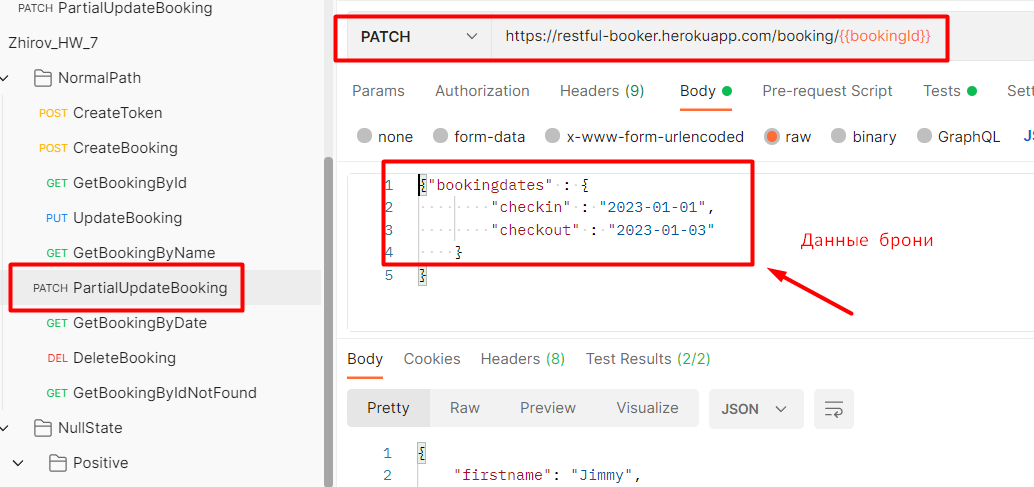 PATCH PartialUpdateBooking
Zhirov_HW_7
NormalPath
POST CreateToken
POST CreateBooking
GET GetBookingById
PUT UpdateBooking
GET GetBookingByName
PATCH PartialUpdateBooking
GET GetBookingByDate
DEL DeleteBooking
GET GetBookingByIdNotFound
NullState
Positive
PATCH https://restful-booker.herokuapp.com/booking/{{bookingId}}
Params Authorization Headers (9) Body Pre-request Script Tests Sett
none form-data x-www-form-urlencoded raw binary GraphQL JS
1 {"bookingdates" : {
2 "checkin" : "2023-01-01",
3 "checkout" : "2023-01-03"
4 }
5 }
Данные брони
Body Cookies Headers (8) Test Results (2/2)
Pretty Raw Preview Visualize JSON
1 {
2 "firstname": "Jimmy",